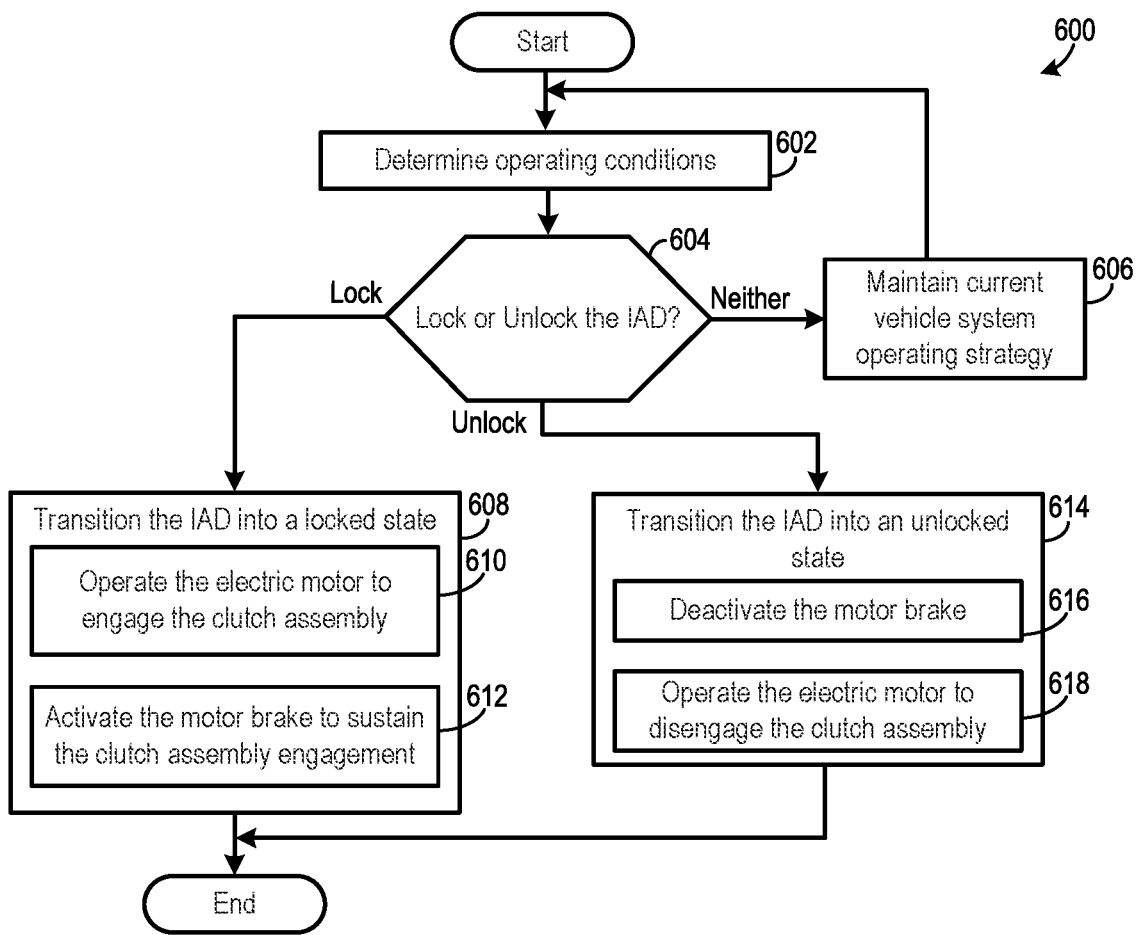 Start
600
Determine operating conditions
602
604
Lock
Lock or Unlock the IAD?
Neither
Maintain current
vehicle system
operating strategy
606
Unlock
Transition the IAD into a locked state
608
Operate the electric motor to
engage the clutch assembly
610
Activate the motor brake to sustain
the clutch assembly engagement
612
Transition the IAD into an unlocked
state
614
Deactivate the motor brake
616
Operate the electric motor to
disengage the clutch assembly
618
End